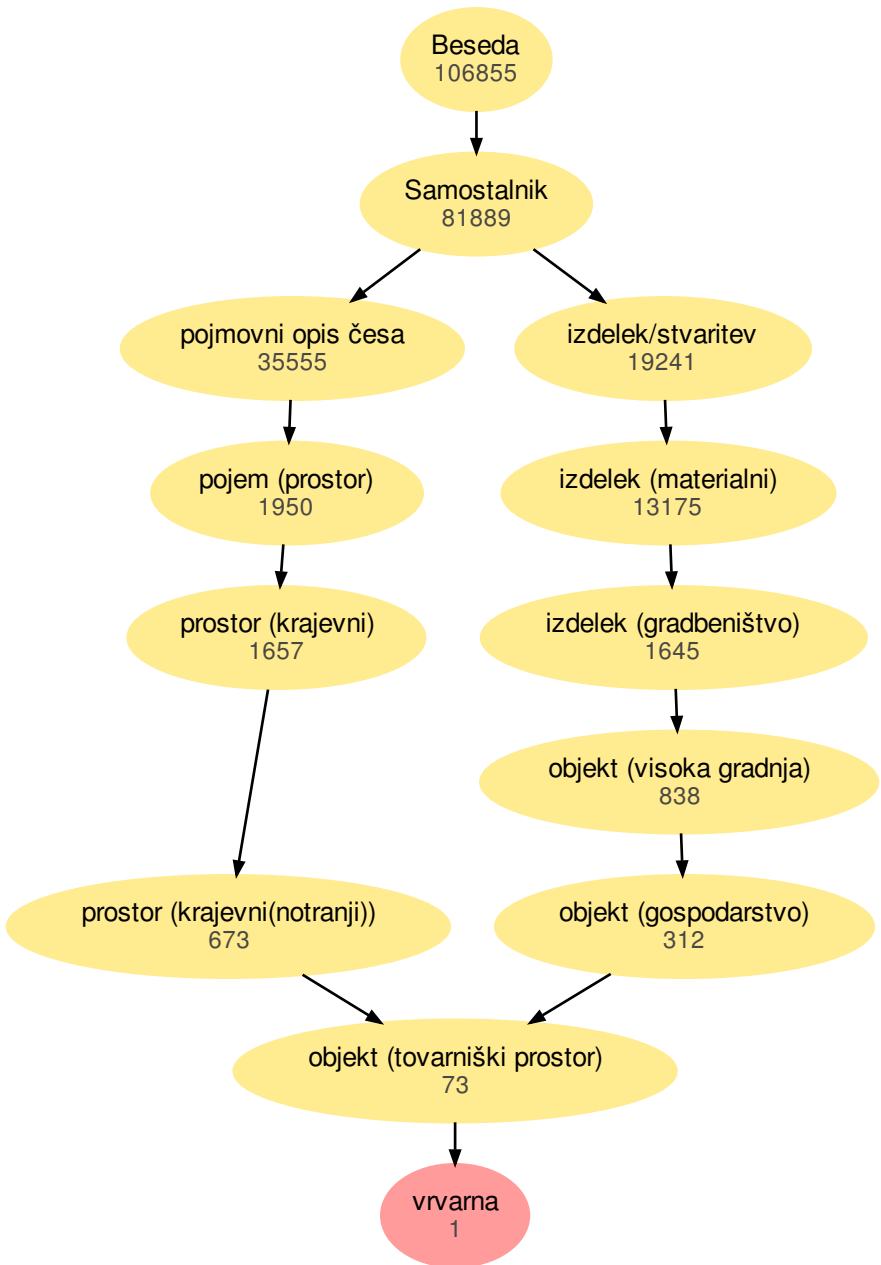 Beseda
106855
Samostalnik
81889
pojmovni opis česa
35555
izdelek/stvaritev
19241
pojem (prostor)
1950
izdelek (materialni)
13175
prostor (krajevni)
1657
izdelek (gradbeništvo)
1645
objekt (visoka gradnja)
838
prostor (krajevni(notranji))
673
objekt (gospodarstvo)
312
objekt (tovarniški prostor)
73
vrvarna
1